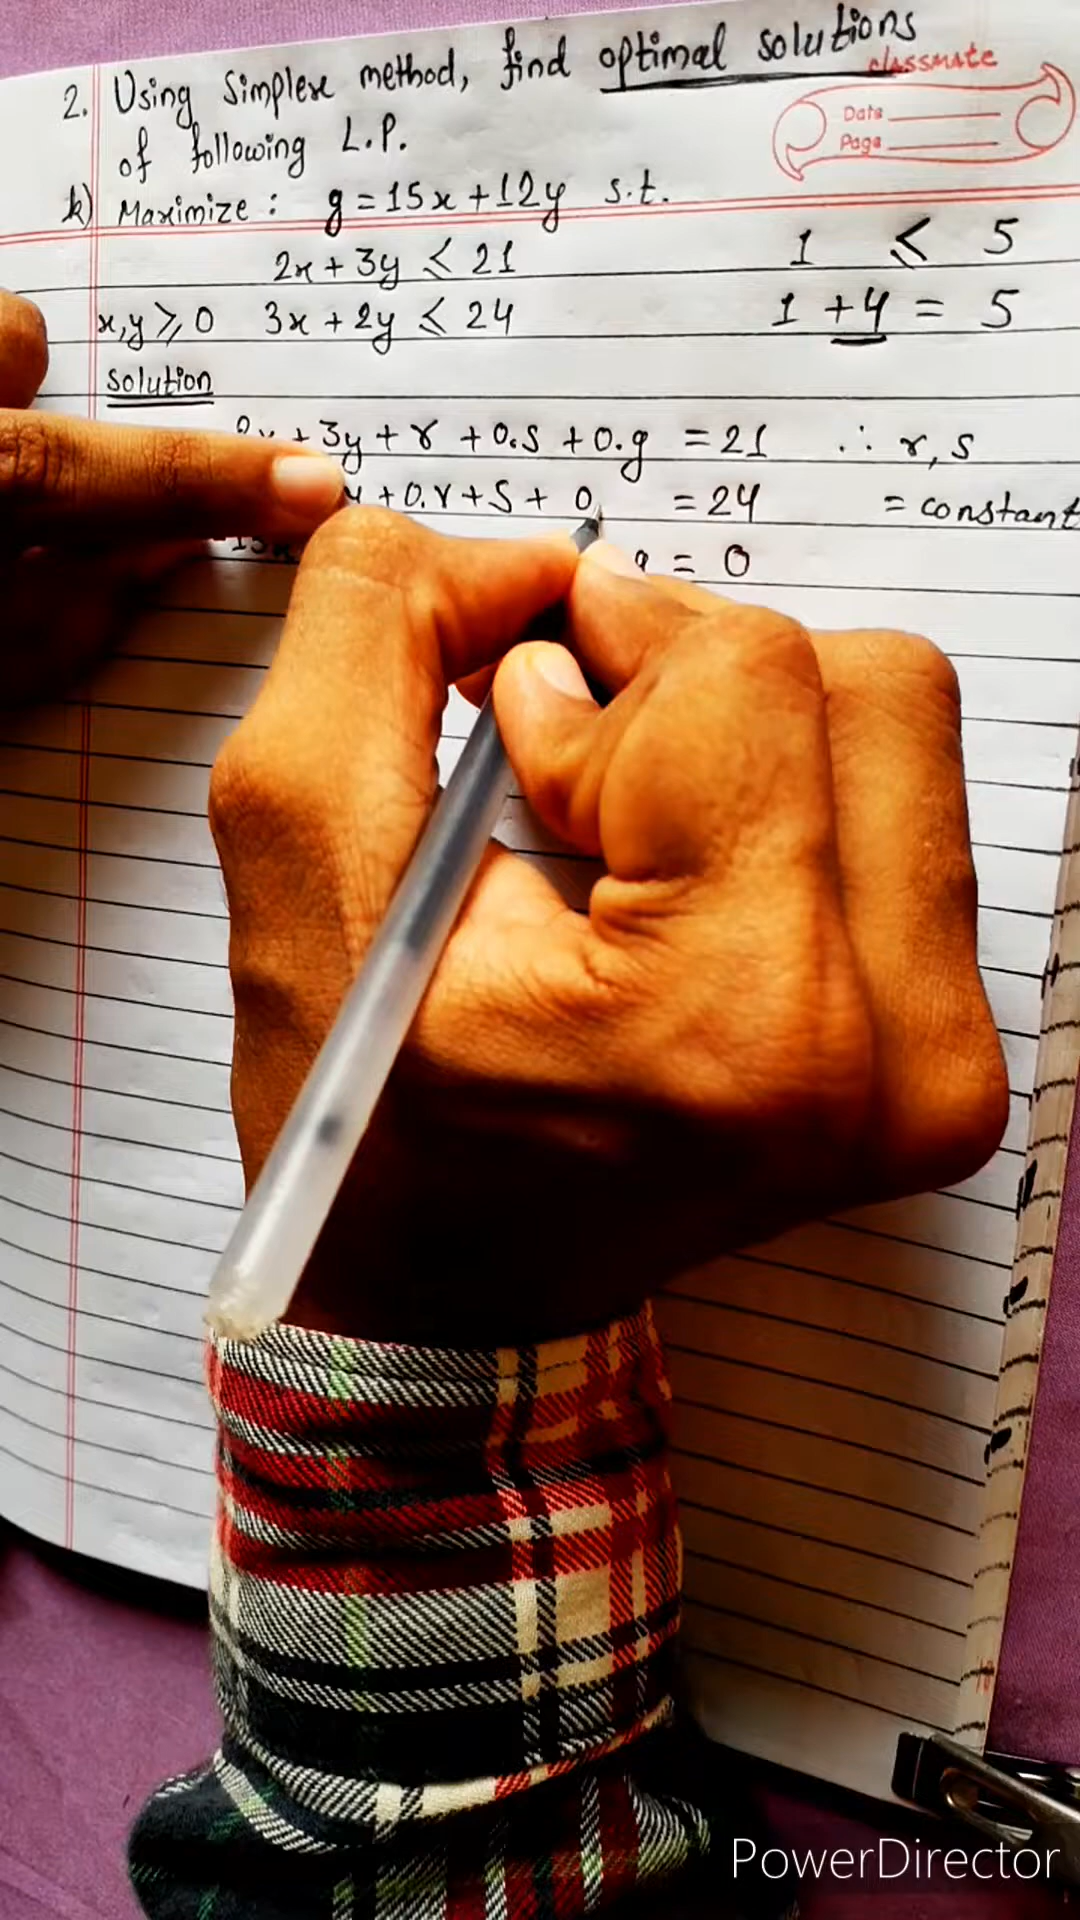 2. Using Simplex method, find optimal solutions
of following L.P.
classmate
Date
Page
k) Maximize: g = 15x + 12y s.t.
2x + 3y ≤ 21
1 ≤ 5
x, y ≥ 0 3x + 2y ≤ 24
1 + 4 = 5
Solution
+ 3y + r + 0.s + 0.g = 21 ∴ r, s
+ 0.r + s + 0. = 24 = constant
= 0
PowerDirector